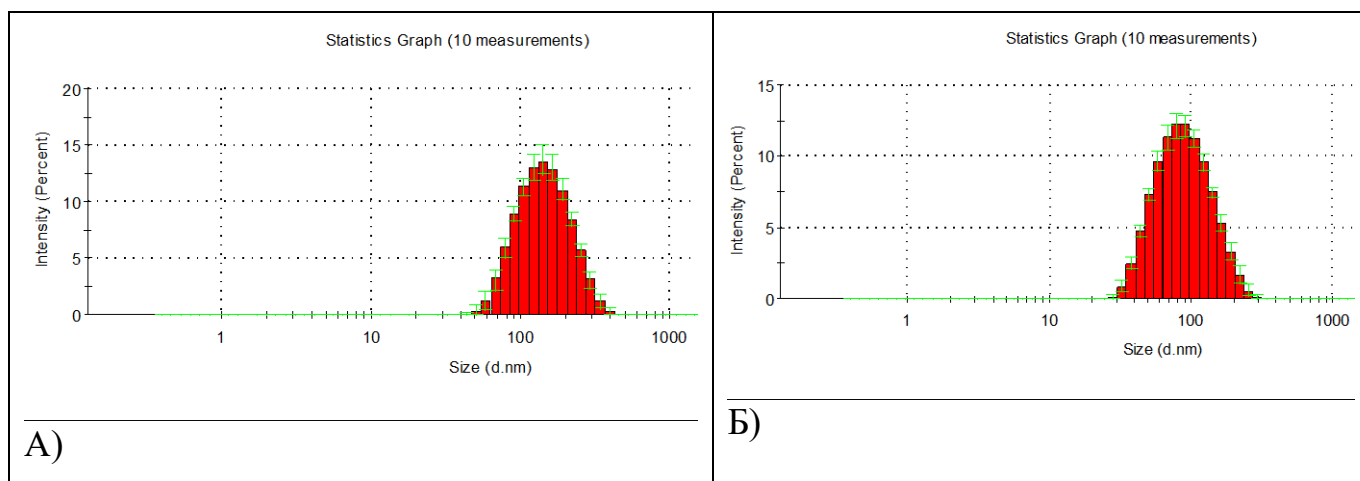 Statistics Graph (10 measurements)
20
15
10
5
0
Intensity (Percent)
1 10 100 1000
Size (d.nm)
А)
Statistics Graph (10 measurements)
15
10
5
0
Intensity (Percent)
1 10 100 1000
Size (d.nm)
Б)